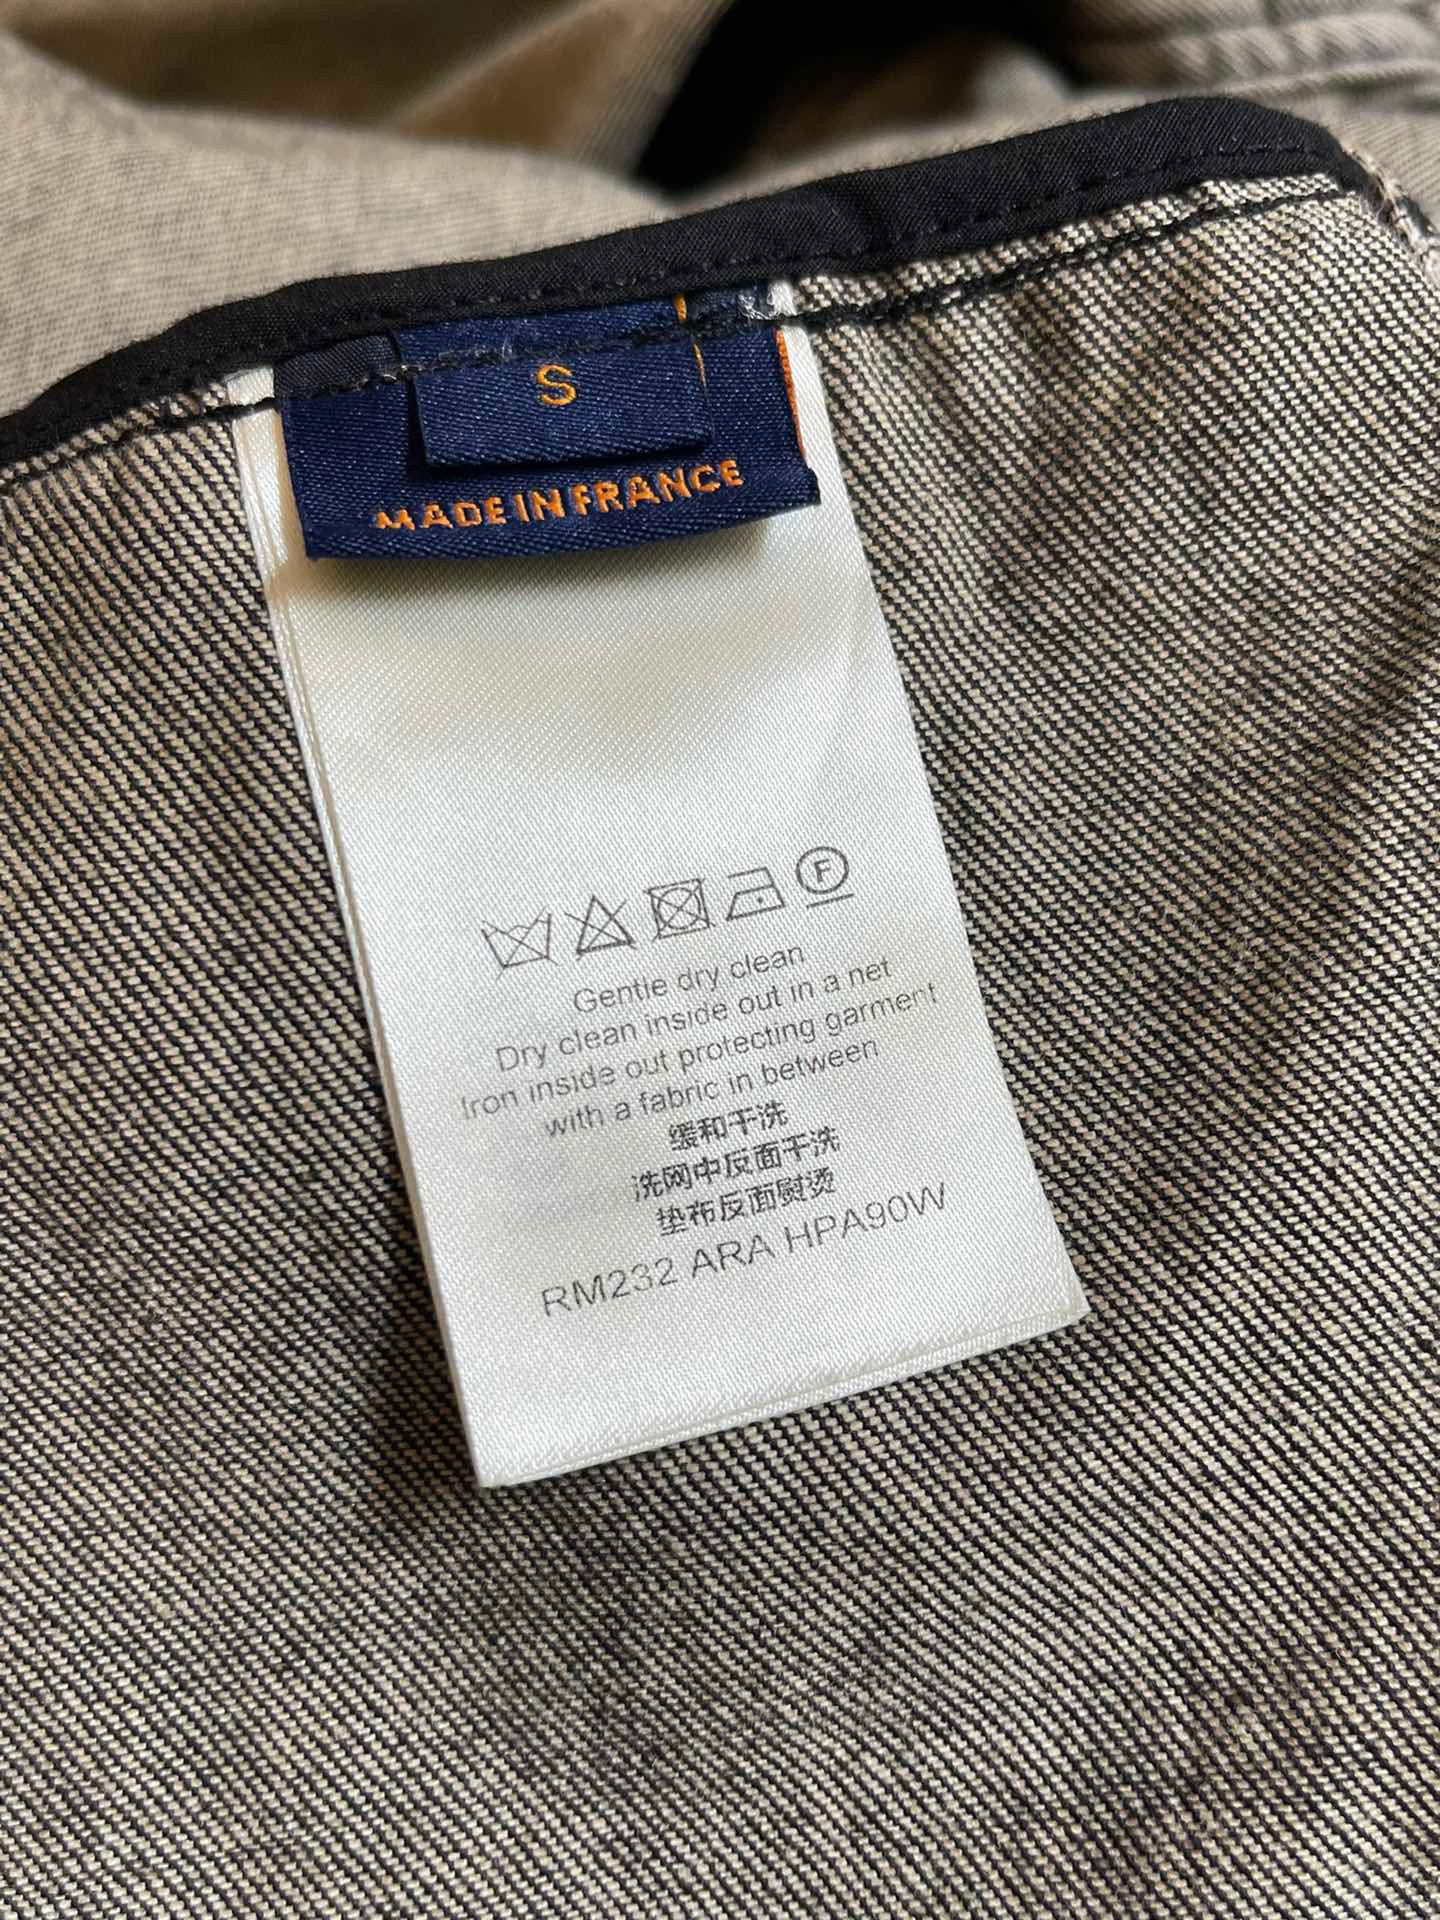 S
MADE IN FRANCE
F
Gentle dry clean
Dry clean inside out in a net
Iron inside out protecting garment
with a fabric in between
缓和干洗
洗网中反面干洗
垫布反面熨烫
RM232 ARA HPA90W